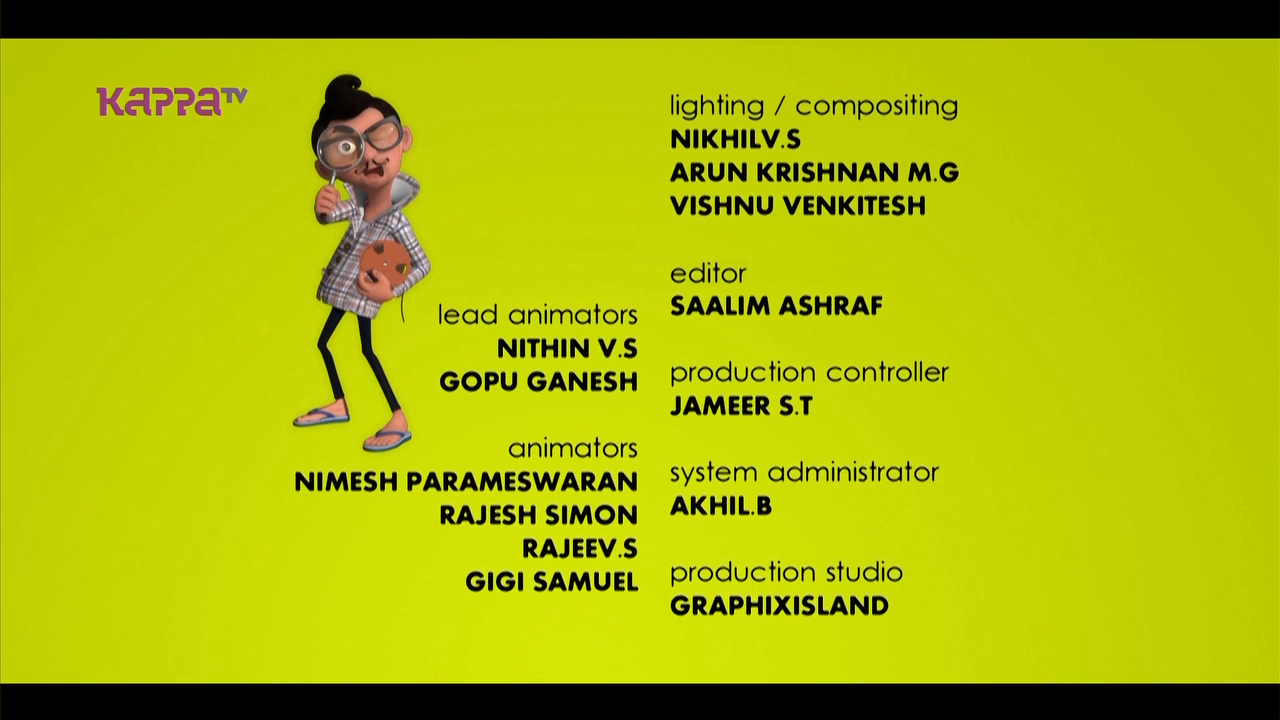 KAPPA TV
lead animators
NITHIN V.S
GOPU GANESH
animators
NIMESH PARAMESWARAN
RAJESH SIMON
RAJEEV.S
GIGI SAMUEL
lighting / compositing
NIKHILV.S
ARUN KRISHNAN M.G
VISHNU VENKITESH
editor
SAALIM ASHRAF
production controller
JAMEER S.T
system administrator
AKHIL.B
production studio
GRAPHIXISLAND